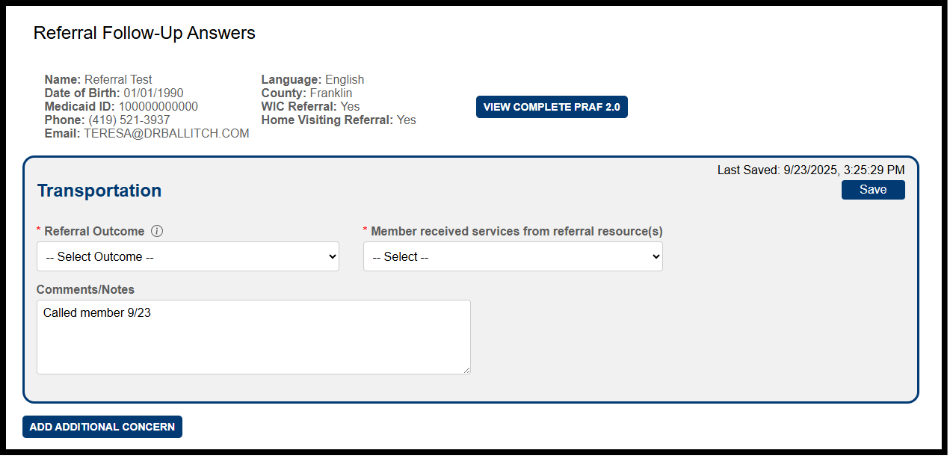 Referral Follow-Up Answers
Name: Referral Test
Date of Birth: 01/01/1990
Medicaid ID: 100000000000
Phone: (419) 521-3937
Email: TERESA@DRBALLITCH.COM
Language: English
County: Franklin
WIC Referral: Yes
Home Visiting Referral: Yes
VIEW COMPLETE PRAF 2.0
Last Saved: 9/23/2025, 3:25:29 PM
Transportation
Save
* Referral Outcome
* Member received services from referral resource(s)
-- Select Outcome --
-- Select --
Comments/Notes
Called member 9/23
ADD ADDITIONAL CONCERN